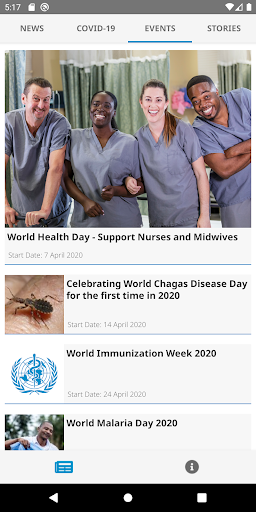 5:17
NEWS COVID-19 EVENTS STORIES
World Health Day - Support Nurses and Midwives
Start Date: 7 April 2020
Celebrating World Chagas Disease Day
for the first time in 2020
Start Date: 14 April 2020
World Immunization Week 2020
Start Date: 24 April 2020
World Malaria Day 2020